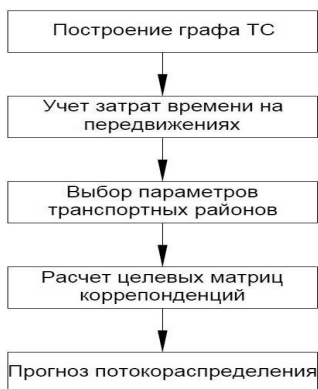 Построение графа ТС
Учет затрат времени на
передвижениях
Выбор параметров
транспортных районов
Расчет целевых матриц
корреспонденций
Прогноз потокораспределения